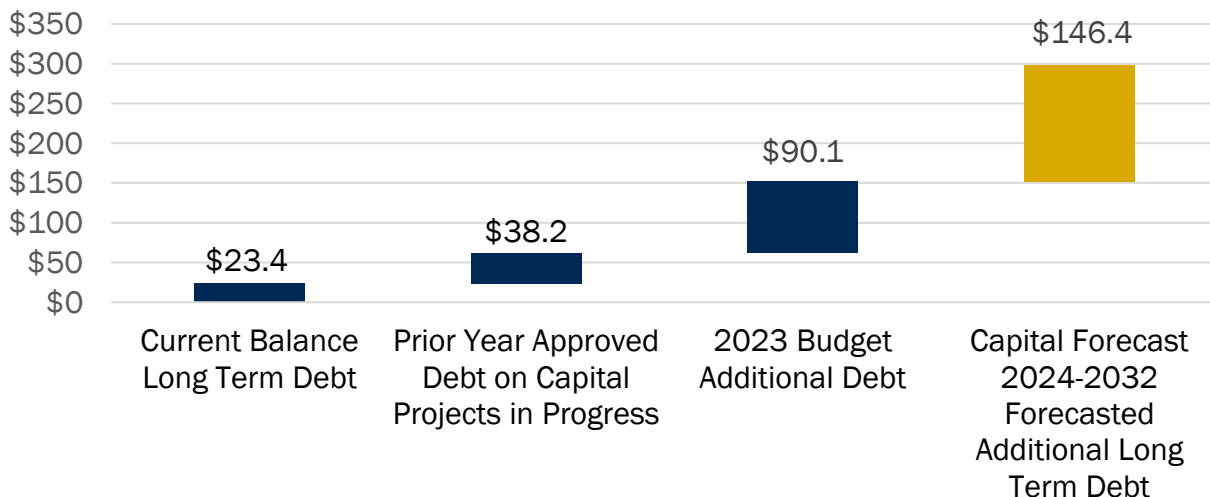 $350
$300
$250
$200
$150
$100
$50
$0
$23.4
$38.2
$90.1
$146.4
Current Balance
Long Term Debt
Prior Year Approved
Debt on Capital
Projects in Progress
2023 Budget
Additional Debt
Capital Forecast
2024-2032
Forecasted
Additional Long
Term Debt